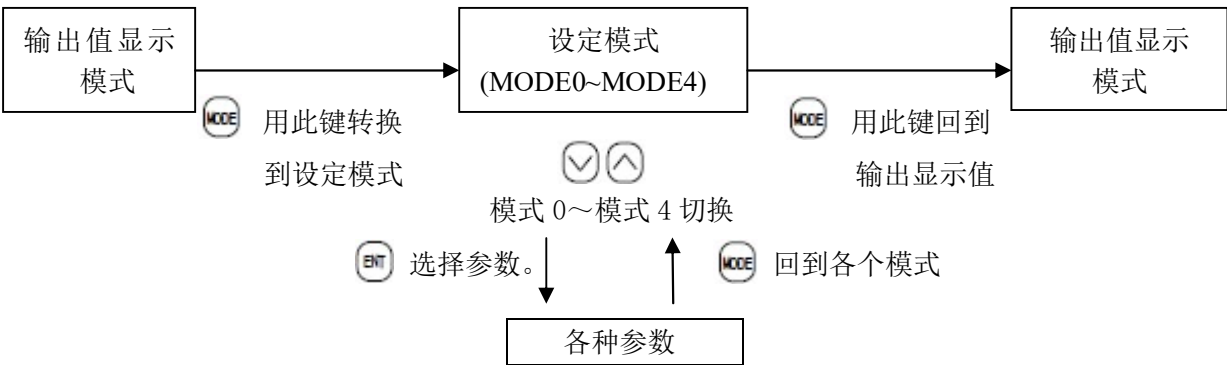 输出值显示
模式
设定模式
(MODE0~MODE4)
输出值显示
模式
MODE 用此键转换
到设定模式
MODE 用此键回到
输出显示值
模式 0～模式 4 切换
ENT 选择参数。
MODE 回到各个模式
各种参数